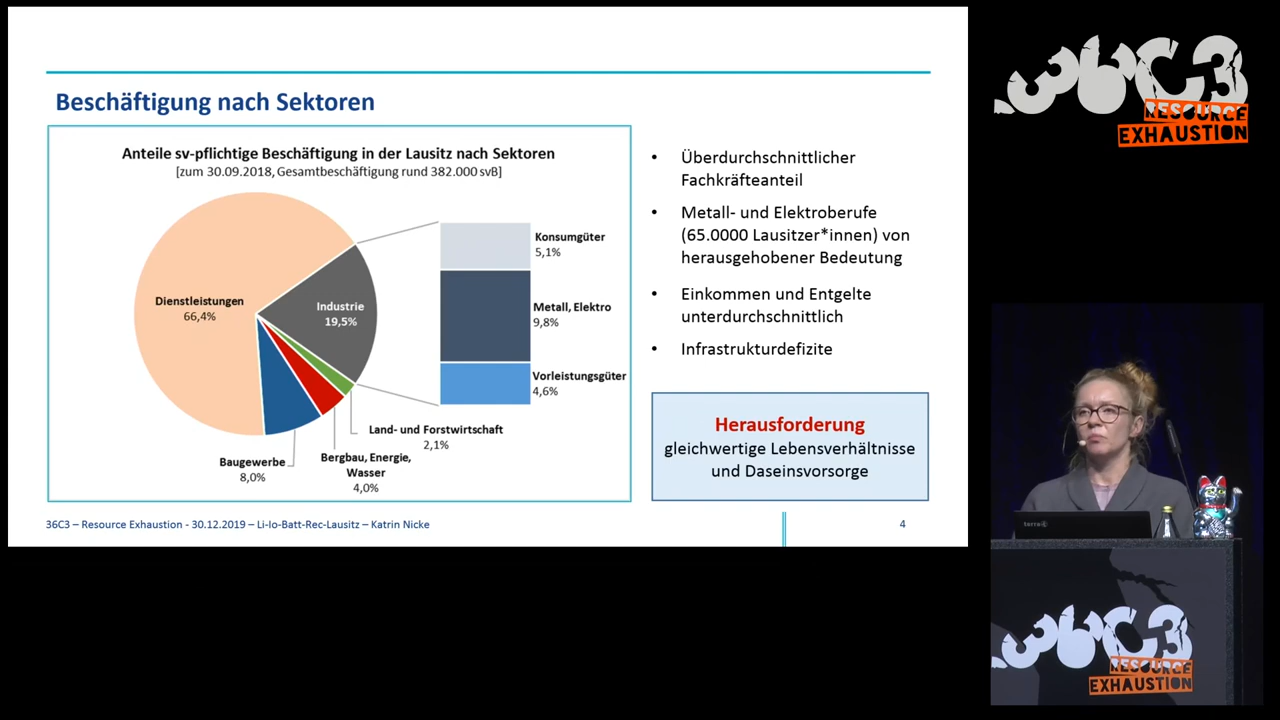 Beschäftigung nach Sektoren
Anteile sv-pflichtige Beschäftigung in der Lausitz nach Sektoren
[zum 30.09.2018, Gesamtbeschäftigung rund 382.000 svB]
Dienstleistungen
66,4%
Industrie
19,5%
Konsumgüter
5,1%
Metall, Elektro
9,8%
Vorleistungsgüter
4,6%
Land- und Forstwirtschaft
2,1%
Bergbau, Energie,
Wasser
4,0%
Baugewerbe
8,0%
• Überdurchschnittlicher
Fachkräfteanteil
• Metall- und Elektroberufe
(65.0000 Lausitzer*innen) von
herausgehobener Bedeutung
• Einkommen und Entgelte
unterdurchschnittlich
• Infrastrukturdefizite
Herausforderung
gleichwertige Lebensverhältnisse
und Daseinsvorsorge
36C3 – Resource Exhaustion - 30.12.2019 – Li-Io-Batt-Rec-Lausitz – Katrin Nicke
4
36C3
RESOURCE
EXHAUSTION
terra
36C3
RESOURCE
EXHAUSTION